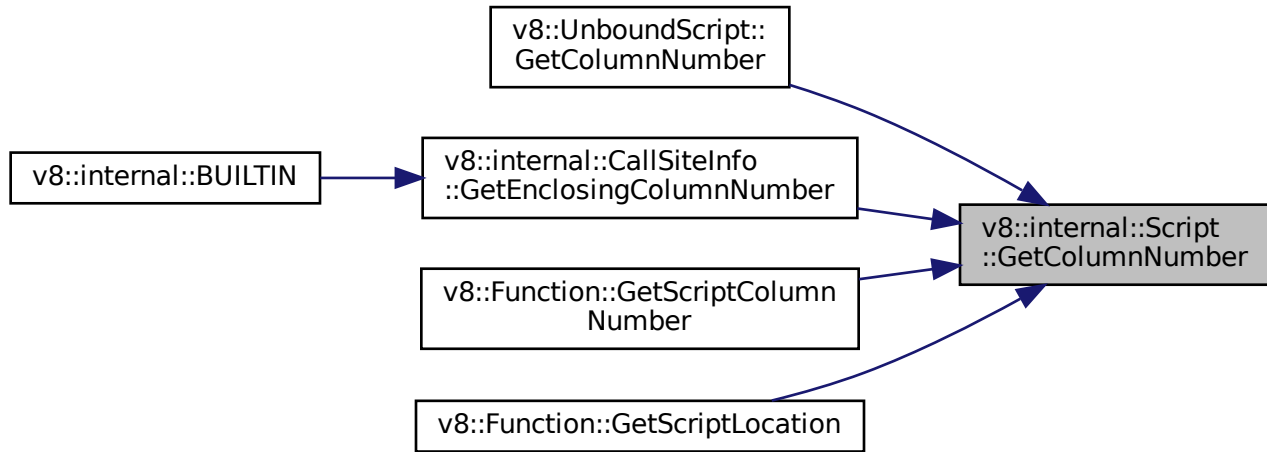 v8::UnboundScript::
GetColumnNumber
v8::internal::BUILTIN
v8::internal::CallSiteInfo
::GetEnclosingColumnNumber
v8::internal::Script
::GetColumnNumber
v8::Function::GetScriptColumn
Number
v8::Function::GetScriptLocation